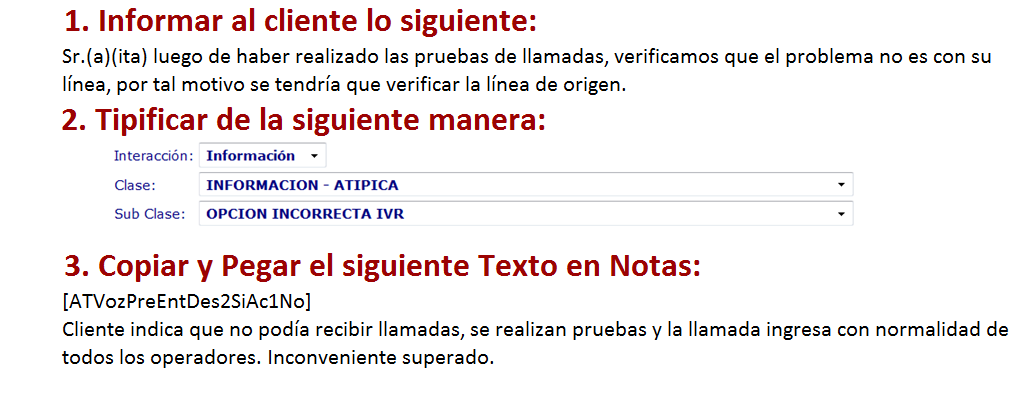 1. Informar al cliente lo siguiente:
Sr.(a)(ita) luego de haber realizado las pruebas de llamadas, verificamos que el problema no es con su
línea, por tal motivo se tendría que verificar la línea de origen.
2. Tipificar de la siguiente manera:
Interacción: Información
Clase: INFORMACION - ATIPICA
Sub Clase: OPCION INCORRECTA IVR
3. Copiar y Pegar el siguiente Texto en Notas:
[ATVozPreEntDes2SiAc1No]
Cliente indica que no podía recibir llamadas, se realizan pruebas y la llamada ingresa con normalidad de
todos los operadores. Inconveniente superado.